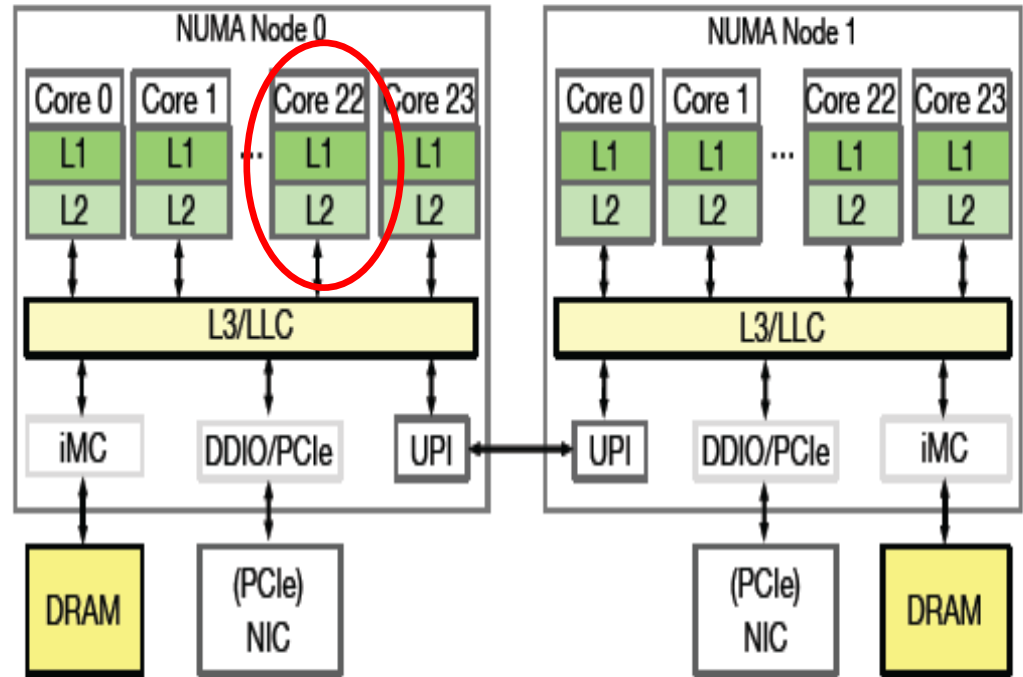 NUMA Node 0
Core 0 Core 1 Core 22 Core 23
L1 L1 ... L1 L1
L2 L2 L2 L2
L3/LLC
iMC DDIO/PCIe UPI
DRAM
(PCIe)
NIC
NUMA Node 1
Core 0 Core 1 Core 22 Core 23
L1 L1 ... L1 L1
L2 L2 L2 L2
L3/LLC
UPI DDIO/PCIe iMC
(PCIe)
NIC
DRAM